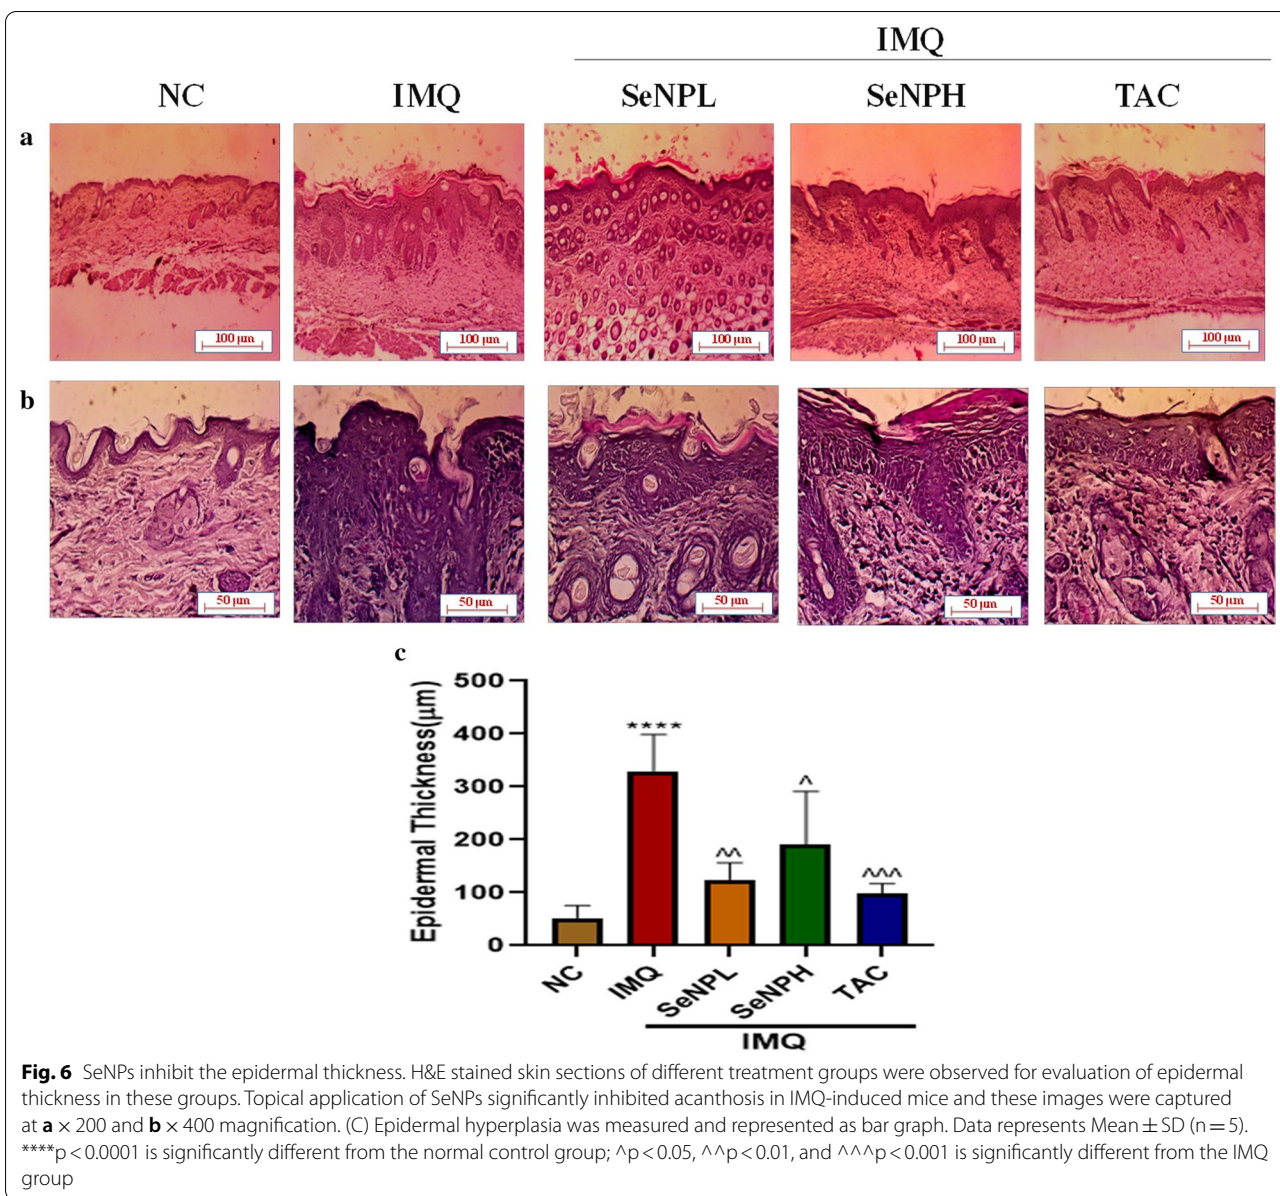 IMQ
NC IMQ SeNPL SeNPH TAC
a
100 µm 100 µm 100 µm 100 µm 100 µm
b
50 µm 50 µm 50 µm 50 µm 50 µm
c
Epidermal Thickness(µm)
500
400
300
200
100
0
****
^^
^
^^^
NC IMQ SeNPL SeNPH TAC
IMQ
Fig. 6 SeNPs inhibit the epidermal thickness. H&E stained skin sections of different treatment groups were observed for evaluation of epidermal
thickness in these groups. Topical application of SeNPs significantly inhibited acanthosis in IMQ-induced mice and these images were captured
at a × 200 and b × 400 magnification. (C) Epidermal hyperplasia was measured and represented as bar graph. Data represents Mean ± SD (n = 5).
****p < 0.0001 is significantly different from the normal control group; ^p < 0.05, ^^p < 0.01, and ^^^p < 0.001 is significantly different from the IMQ
group